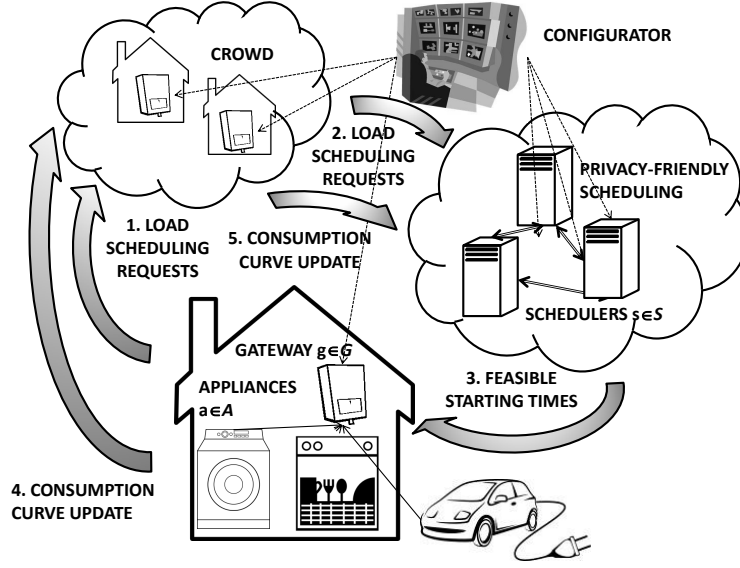 CROWD
CONFIGURATOR
2. LOAD
SCHEDULING
REQUESTS
PRIVACY-FRIENDLY
SCHEDULING
1. LOAD
SCHEDULING
REQUESTS
5. CONSUMPTION
CURVE UPDATE
SCHEDULERS s∈S
GATEWAY g∈G
APPLIANCES
a∈A
3. FEASIBLE
STARTING TIMES
4. CONSUMPTION
CURVE UPDATE